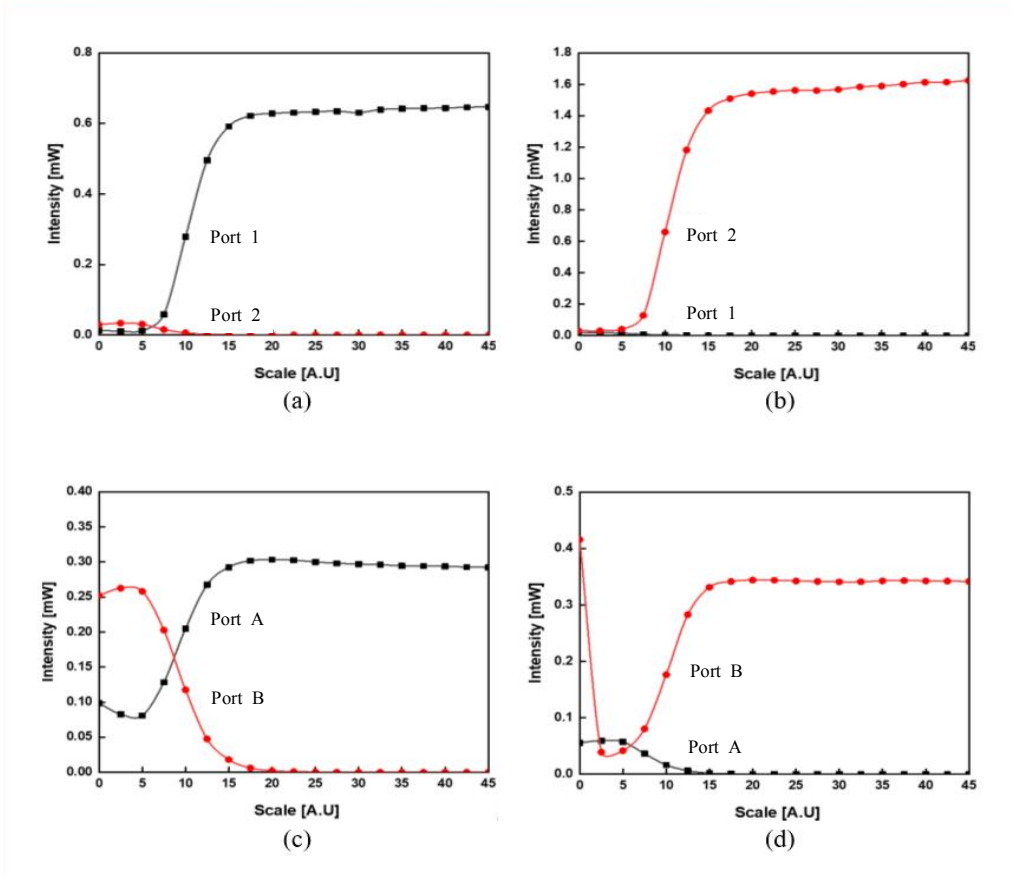 0.8
0.6
0.4
0.2
0.0
Intensity [mW]
Port 1
Port 2
0 5 10 15 20 25 30 35 40 45
Scale [A.U]
(a)
1.8
1.6
1.4
1.2
1.0
0.8
0.6
0.4
0.2
0.0
Intensity [mW]
Port 2
Port 1
0 5 10 15 20 25 30 35 40 45
Scale [A.U]
(b)
0.40
0.35
0.30
0.25
0.20
0.15
0.10
0.05
0.00
Intensity [mW]
Port A
Port B
0 5 10 15 20 25 30 35 40 45
Scale [A.U]
(c)
0.5
0.4
0.3
0.2
0.1
0.0
Intensity [mW]
Port B
Port A
0 5 10 15 20 25 30 35 40 45
Scale [A.U]
(d)